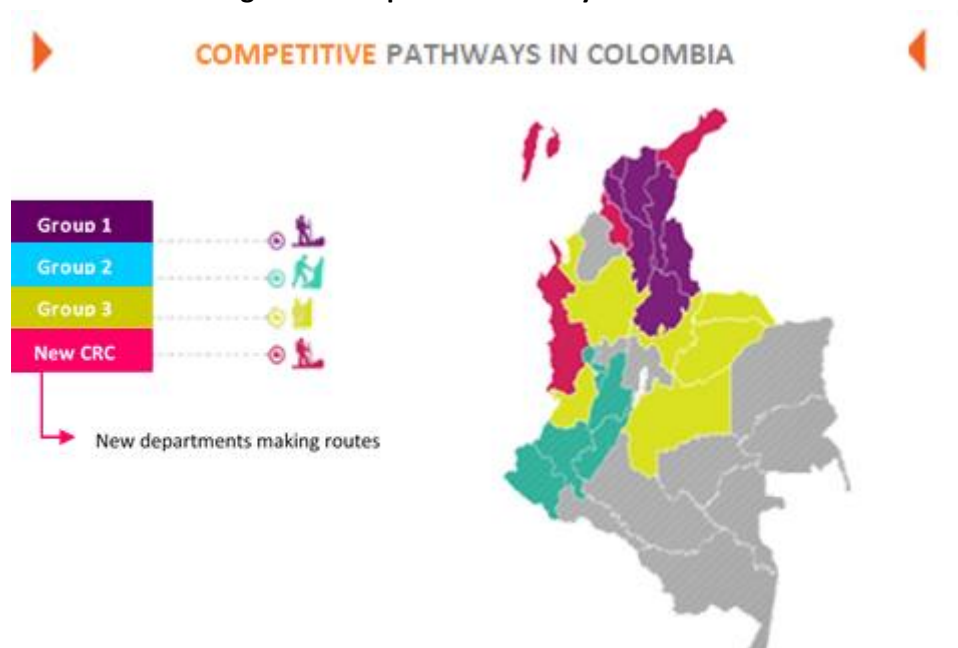 COMPETITIVE PATHWAYS IN COLOMBIA
Group 1
Group 2
Group 3
New CRC
New departments making routes